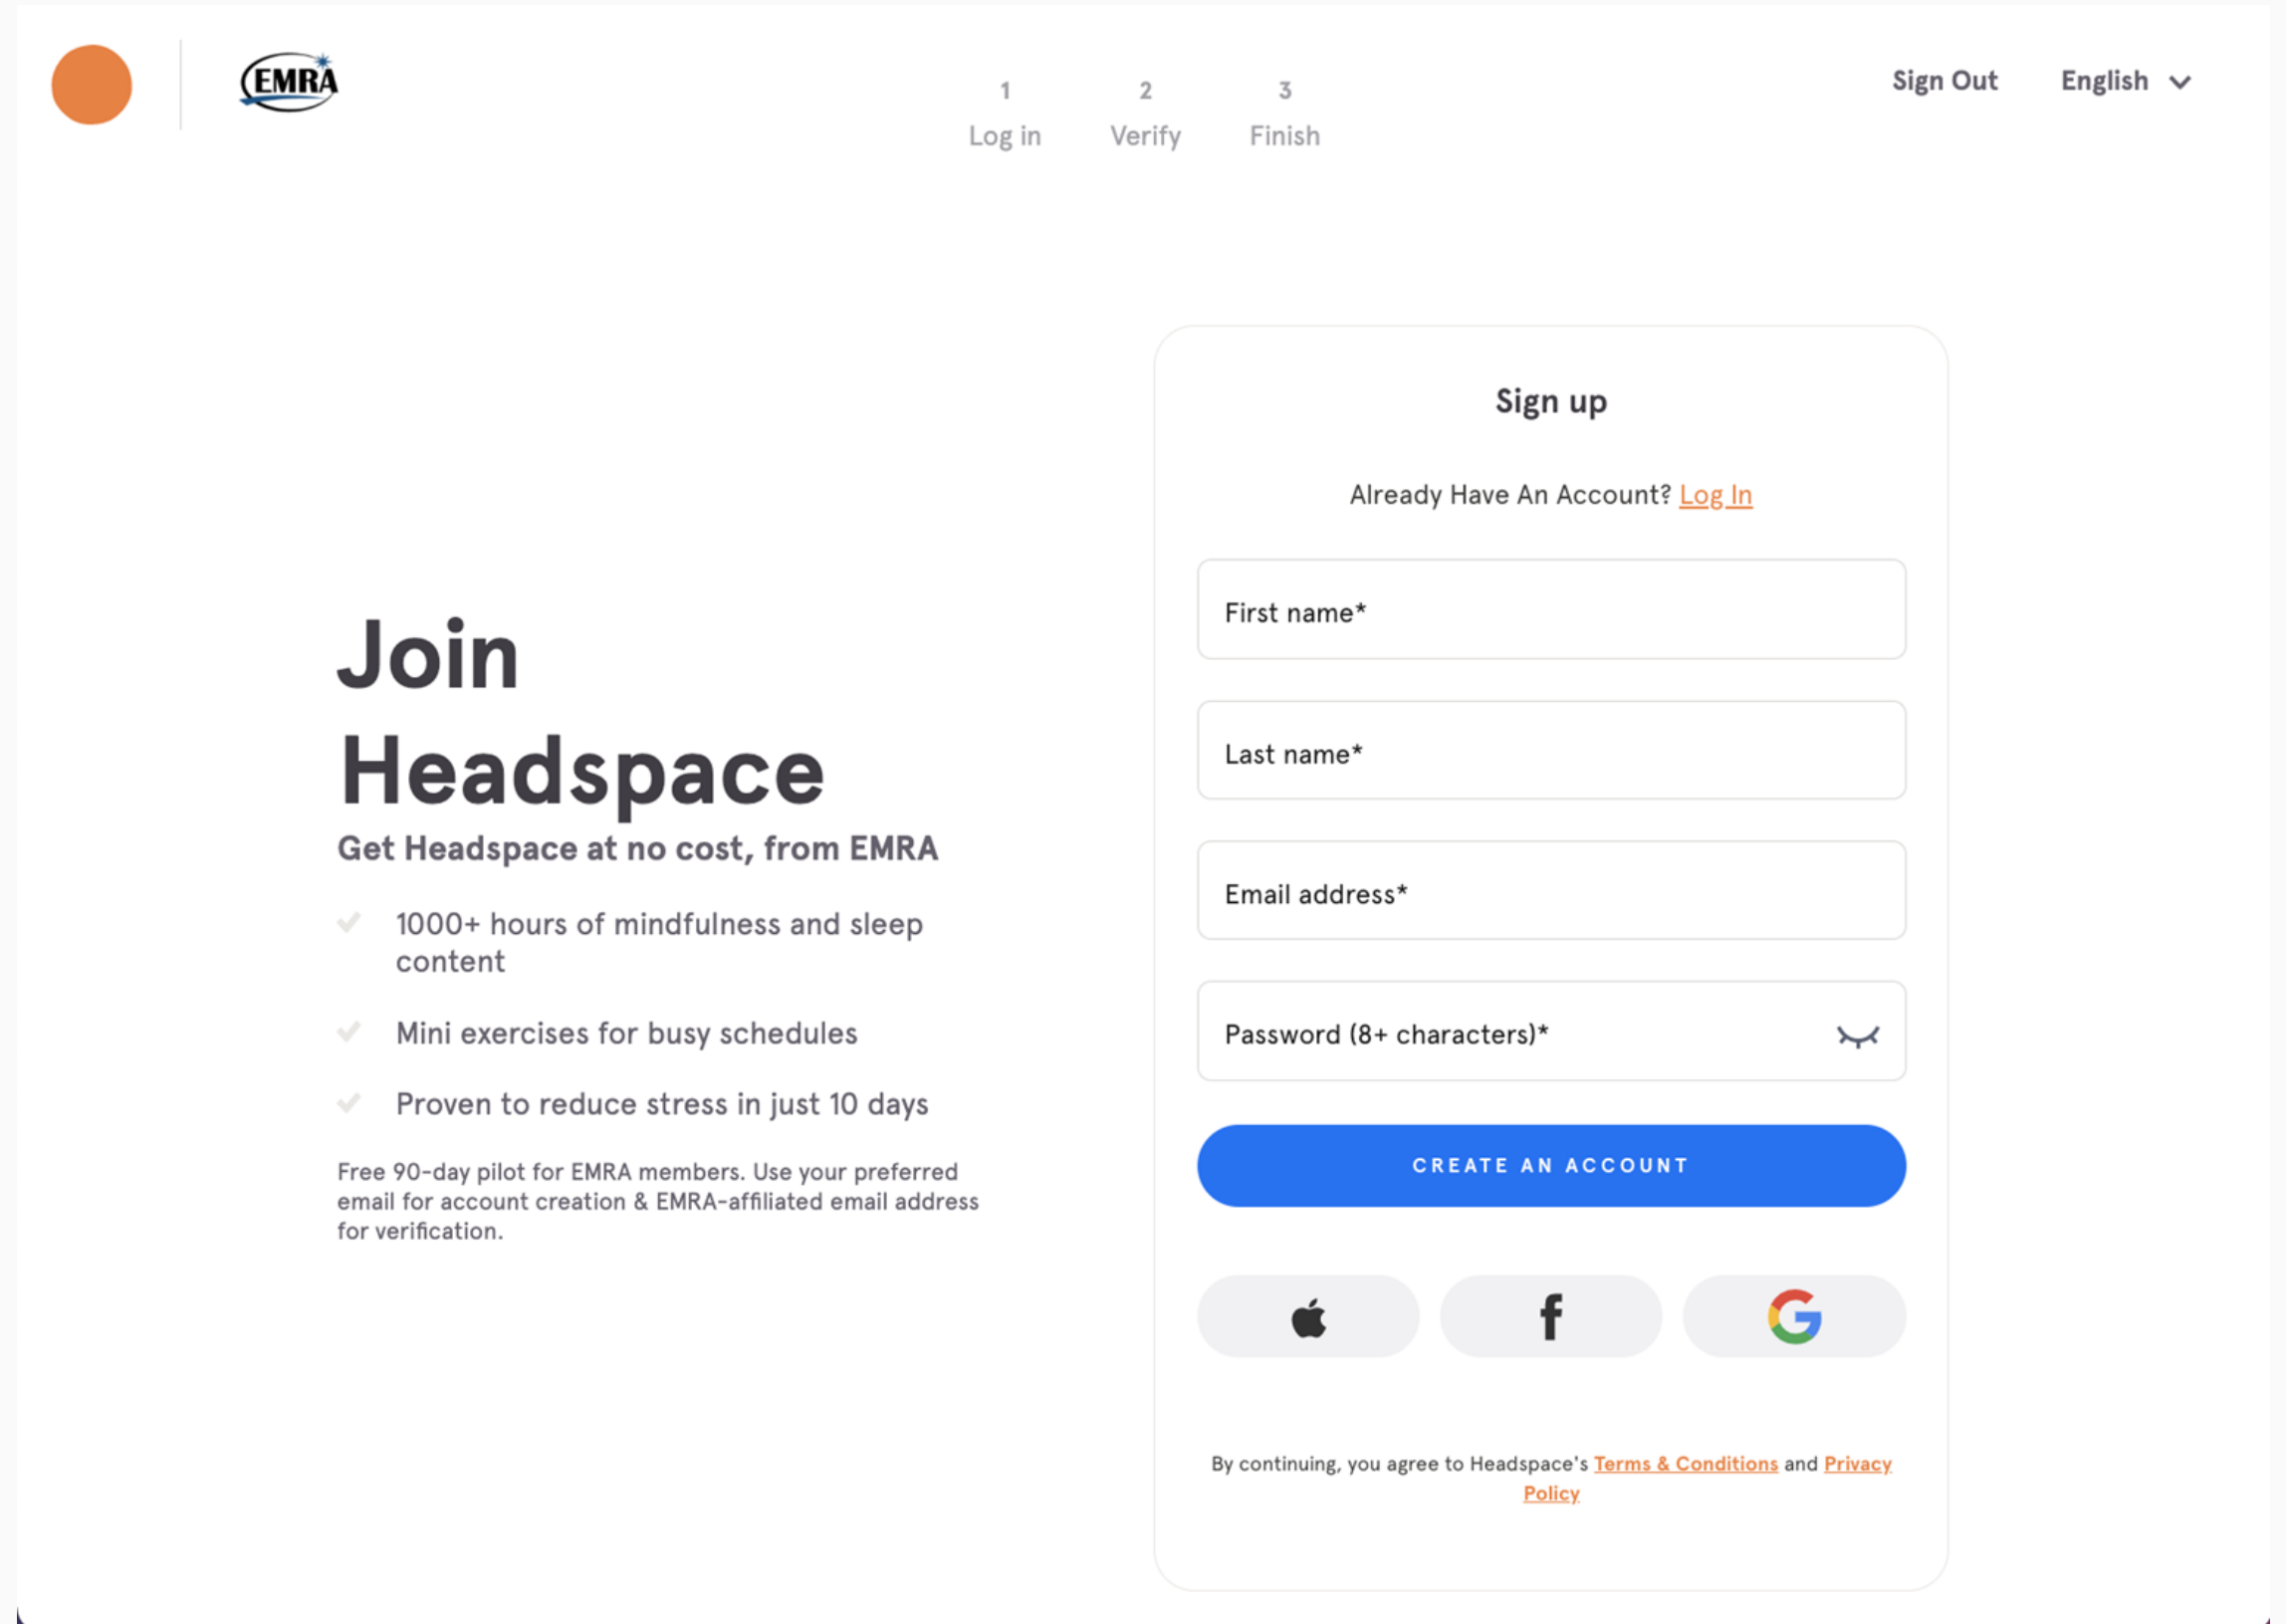 EMRA
1 2 3
Log in Verify Finish
Sign Out English
Join
Headspace
Get Headspace at no cost, from EMRA
1000+ hours of mindfulness and sleep
content
Mini exercises for busy schedules
Proven to reduce stress in just 10 days
Free 90-day pilot for EMRA members. Use your preferred
email for account creation & EMRA-affiliated email address
for verification.
Sign up
Already Have An Account? Log In
First name*
Last name*
Email address*
Password (8+ characters)*
CREATE AN ACCOUNT
By continuing, you agree to Headspace's Terms & Conditions and Privacy
Policy